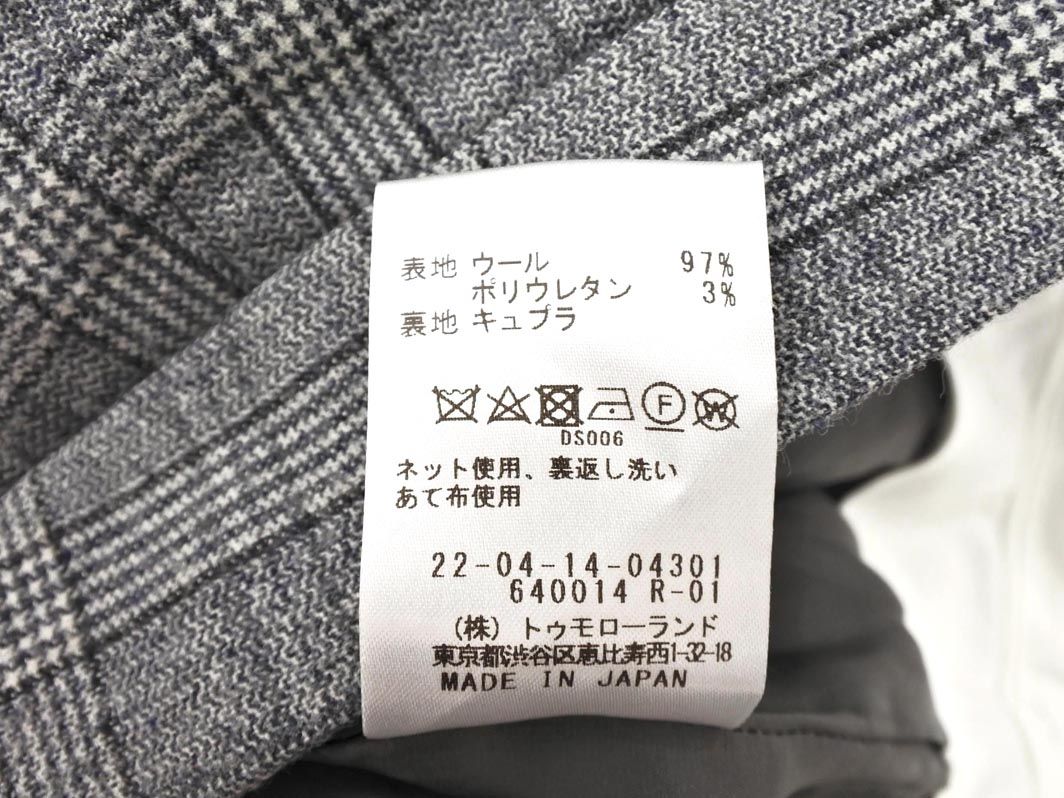 表地 ウール 97%
ポリウレタン 3%
裏地 キュプラ
F W
DS006
ネット使用、裏返し洗い
あて布使用
22-04-14-04301
640014 R-01
(株) トゥモローランド
東京都渋谷区恵比寿西1-32-18
MADE IN JAPAN